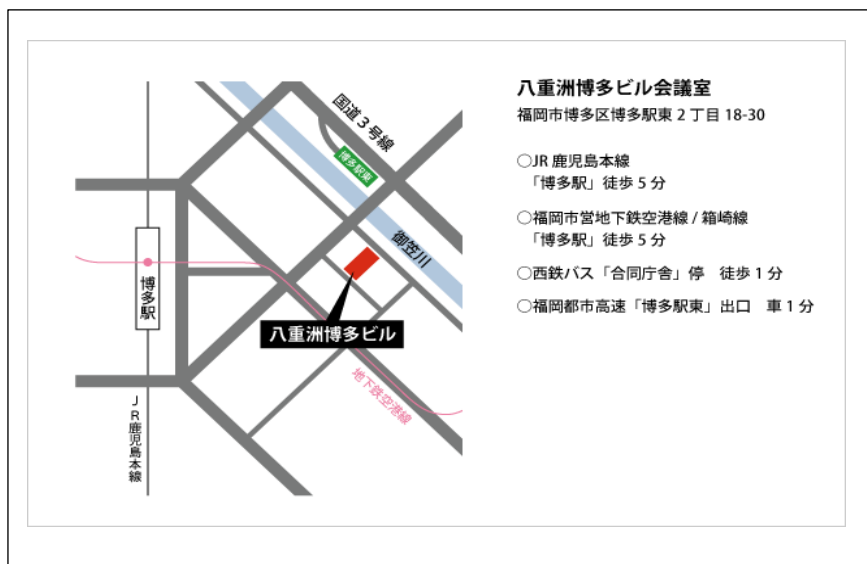 国道3号線
博多駅東
御笠川
博多駅
八重洲博多ビル
地下鉄空港線
JR鹿児島本線
八重洲博多ビル会議室
福岡市博多区博多駅東2丁目18-30
○JR鹿児島本線
「博多駅」徒歩5分
○福岡市営地下鉄空港線/箱崎線
「博多駅」徒歩5分
○西鉄バス「合同庁舎」停　徒歩1分
○福岡都市高速「博多駅東」出口　車1分